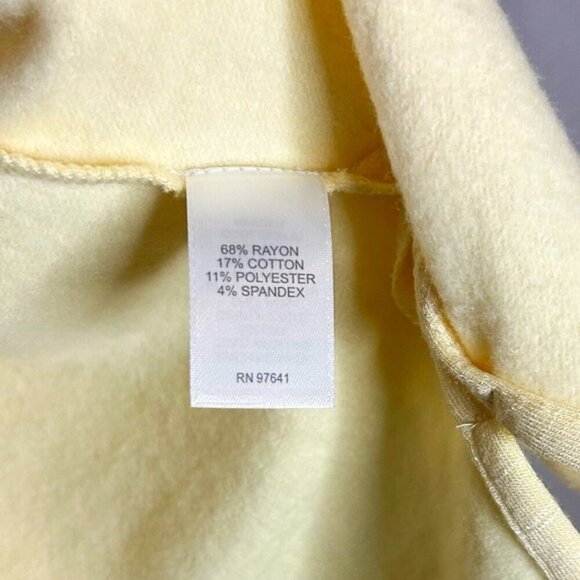 68% RAYON
17% COTTON
11% POLYESTER
4% SPANDEX
RN 97641